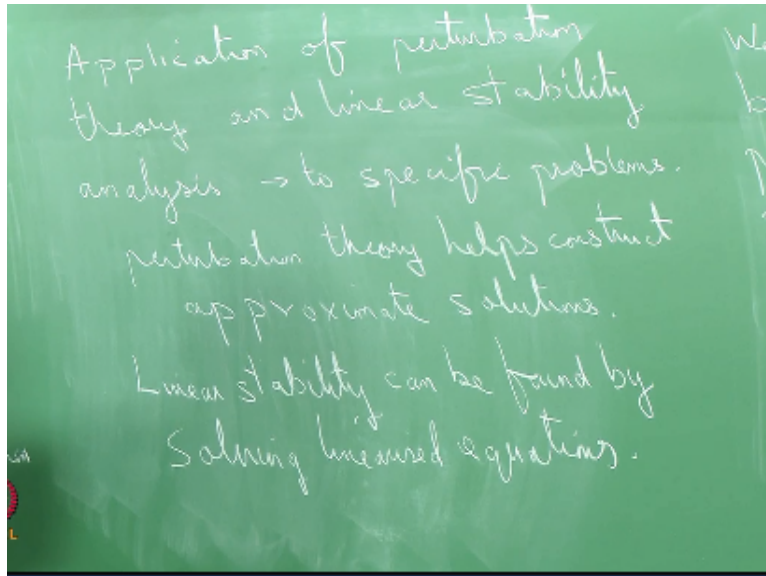 Application of perturbation
theory and linear stability
analysis → to specific problems.
perturbation theory helps construct
approximate solutions.
Linear stability can be found by
solving linearised equations.
We